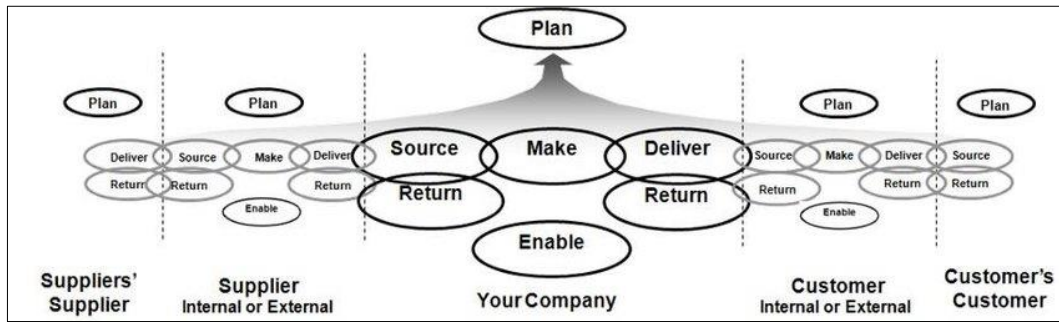 Plan
Plan
Plan
Plan
Plan
Deliver
Source
Make
Deliver
Source
Make
Deliver
Source
Make
Deliver
Source
Return
Return
Return
Return
Return
Return
Return
Return
Enable
Enable
Enable
Suppliers'
Supplier
Supplier
Internal or External
Your Company
Customer
Internal or External
Customer's
Customer